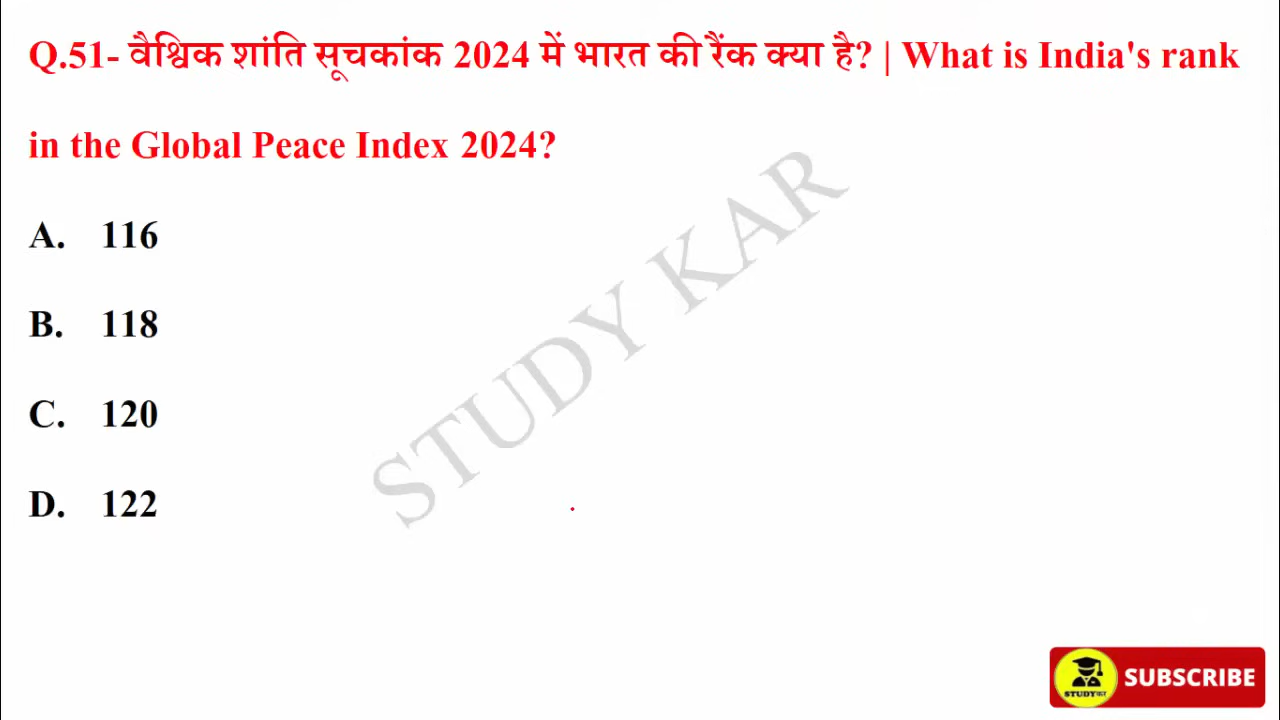 Q.51- वैश्विक शांति सूचकांक 2024 में भारत की रैंक क्या है? | What is India's rank
in the Global Peace Index 2024?
A. 116
B. 118
C. 120
D. 122
STUDY KAR
STUDYकर
SUBSCRIBE